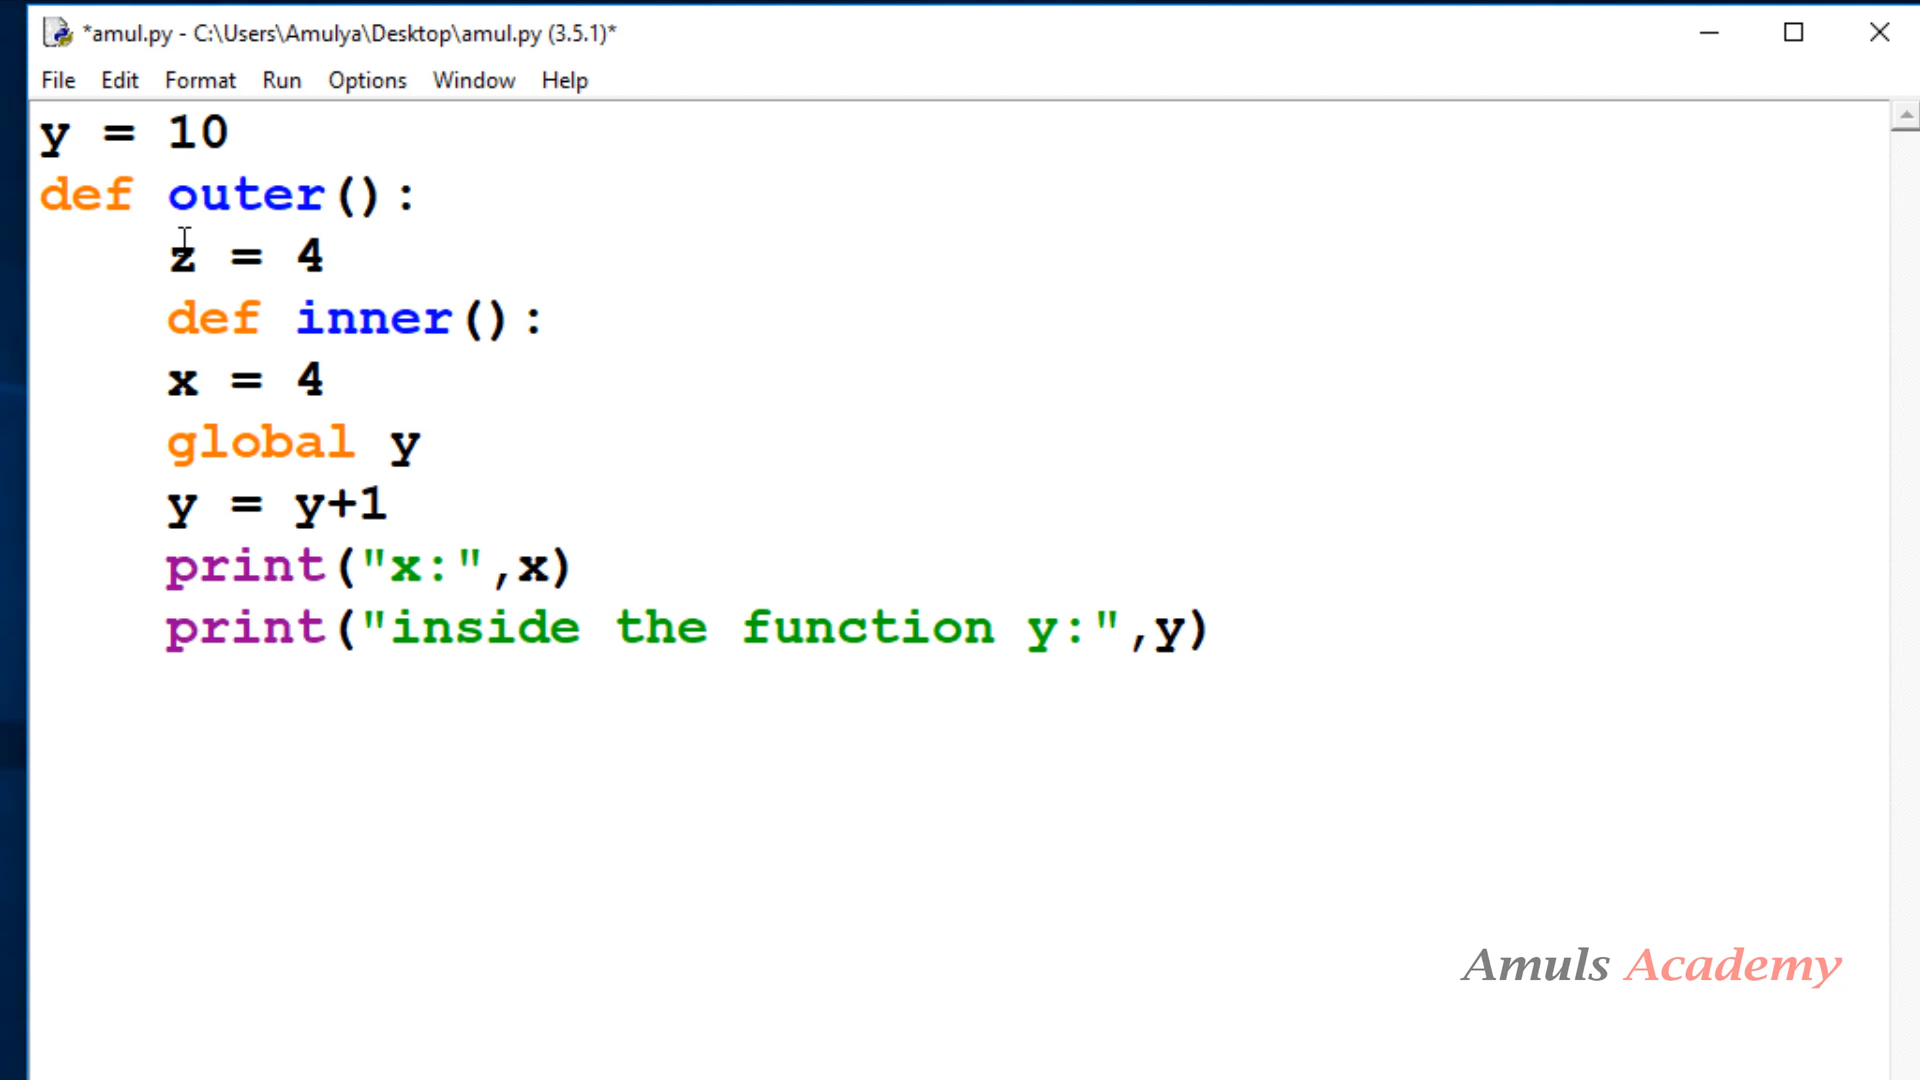 *amul.py - C:\Users\Amulya\Desktop\amul.py (3.5.1)*
File Edit Format Run Options Window Help
y = 10
def outer():
    z = 4
    def inner():
    x = 4
    global y
    y = y+1
    print("x:",x)
    print("inside the function y:",y)
Amuls Academy